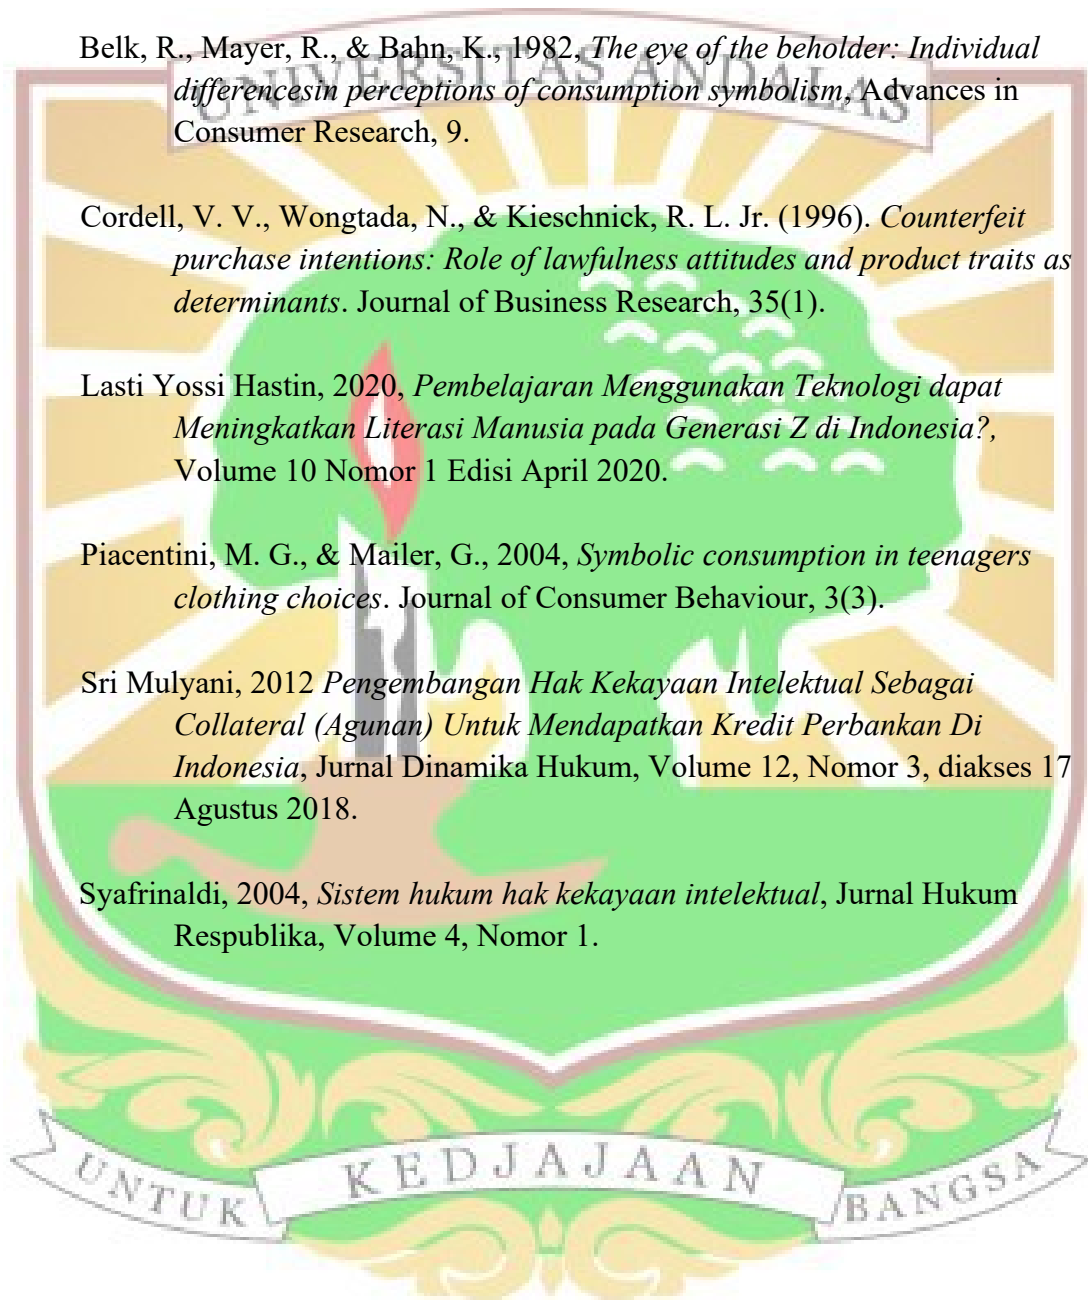 Belk, R., Mayer, R., & Bahn, K., 1982, The eye of the beholder: Individual
differencesin perceptions of consumption symbolism, Advances in
Consumer Research, 9.
UNIVERSITAS ANDALAS
Cordell, V. V., Wongtada, N., & Kieschnick, R. L. Jr. (1996). Counterfeit
purchase intentions: Role of lawfulness attitudes and product traits as
determinants. Journal of Business Research, 35(1).
Lasti Yossi Hastin, 2020, Pembelajaran Menggunakan Teknologi dapat
Meningkatkan Literasi Manusia pada Generasi Z di Indonesia?,
Volume 10 Nomor 1 Edisi April 2020.
Piacentini, M. G., & Mailer, G., 2004, Symbolic consumption in teenagers
clothing choices. Journal of Consumer Behaviour, 3(3).
Sri Mulyani, 2012 Pengembangan Hak Kekayaan Intelektual Sebagai
Collateral (Agunan) Untuk Mendapatkan Kredit Perbankan Di
Indonesia, Jurnal Dinamika Hukum, Volume 12, Nomor 3, diakses 17
Agustus 2018.
Syafrinaldi, 2004, Sistem hukum hak kekayaan intelektual, Jurnal Hukum
Respublika, Volume 4, Nomor 1.
UNTUK KEDJAJAAN BANGSA